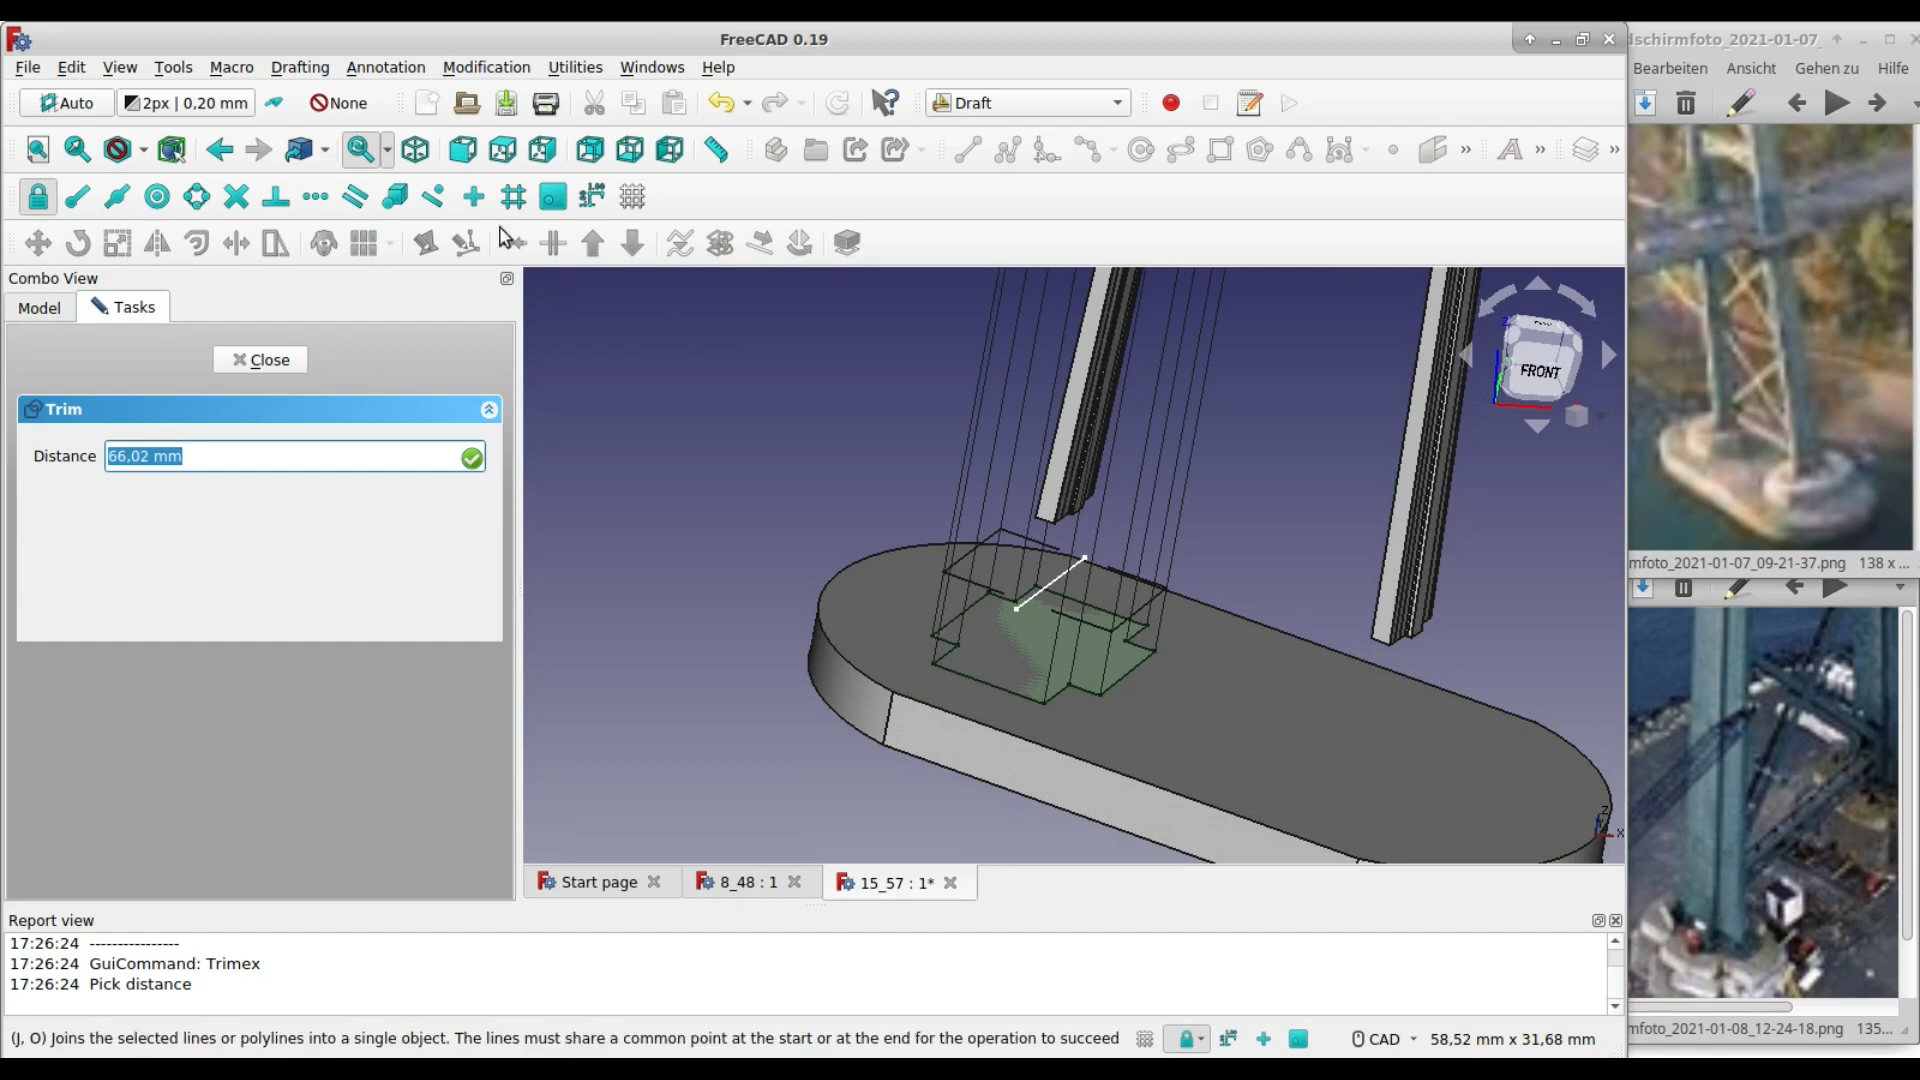 FreeCAD 0.19
dschirmfoto_2021-01-07_
File Edit View Tools Macro Drafting Annotation Modification Utilities Windows Help
Bearbeiten Ansicht Gehen zu Hilfe
Auto 2px | 0,20 mm None Draft
A
1.00
Combo View
Model Tasks
Close
Trim
Distance 66,02 mm
FRONT
Z
Z
X
mfoto_2021-01-07_09-21-37.png 138 x ...
Start page 8_48 : 1 15_57 : 1*
Report view
17:26:24 ----------------
17:26:24 GuiCommand: Trimex
17:26:24 Pick distance
(J, O) Joins the selected lines or polylines into a single object. The lines must share a common point at the start or at the end for the operation to succeed
CAD 58,52 mm x 31,68 mm
mfoto_2021-01-08_12-24-18.png 135...